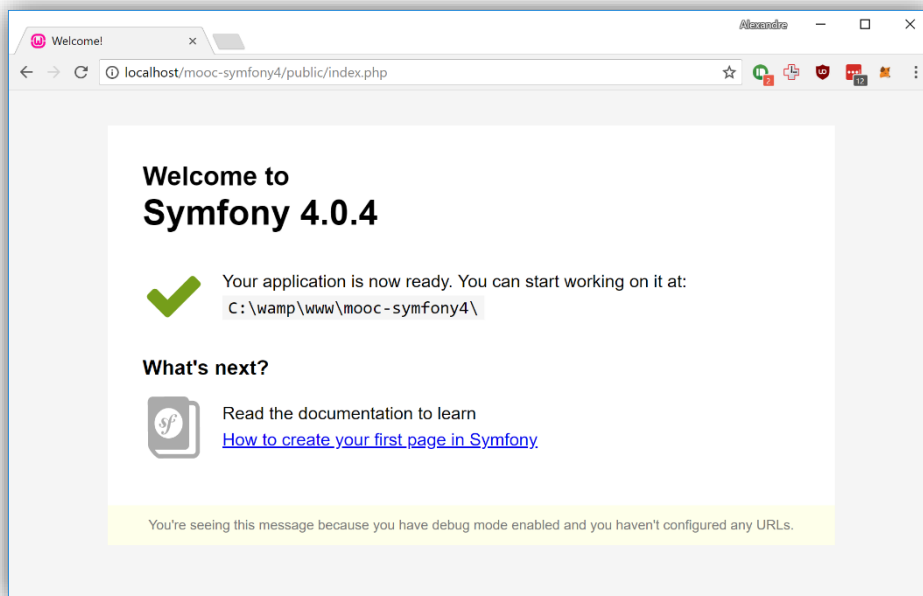 Alexandre
Welcome!
localhost/mooc-symfony4/public/index.php
2
12
Welcome to
Symfony 4.0.4
Your application is now ready. You can start working on it at:
C:\wamp\www\mooc-symfony4\
What's next?
sf
Read the documentation to learn
How to create your first page in Symfony
You're seeing this message because you have debug mode enabled and you haven't configured any URLs.